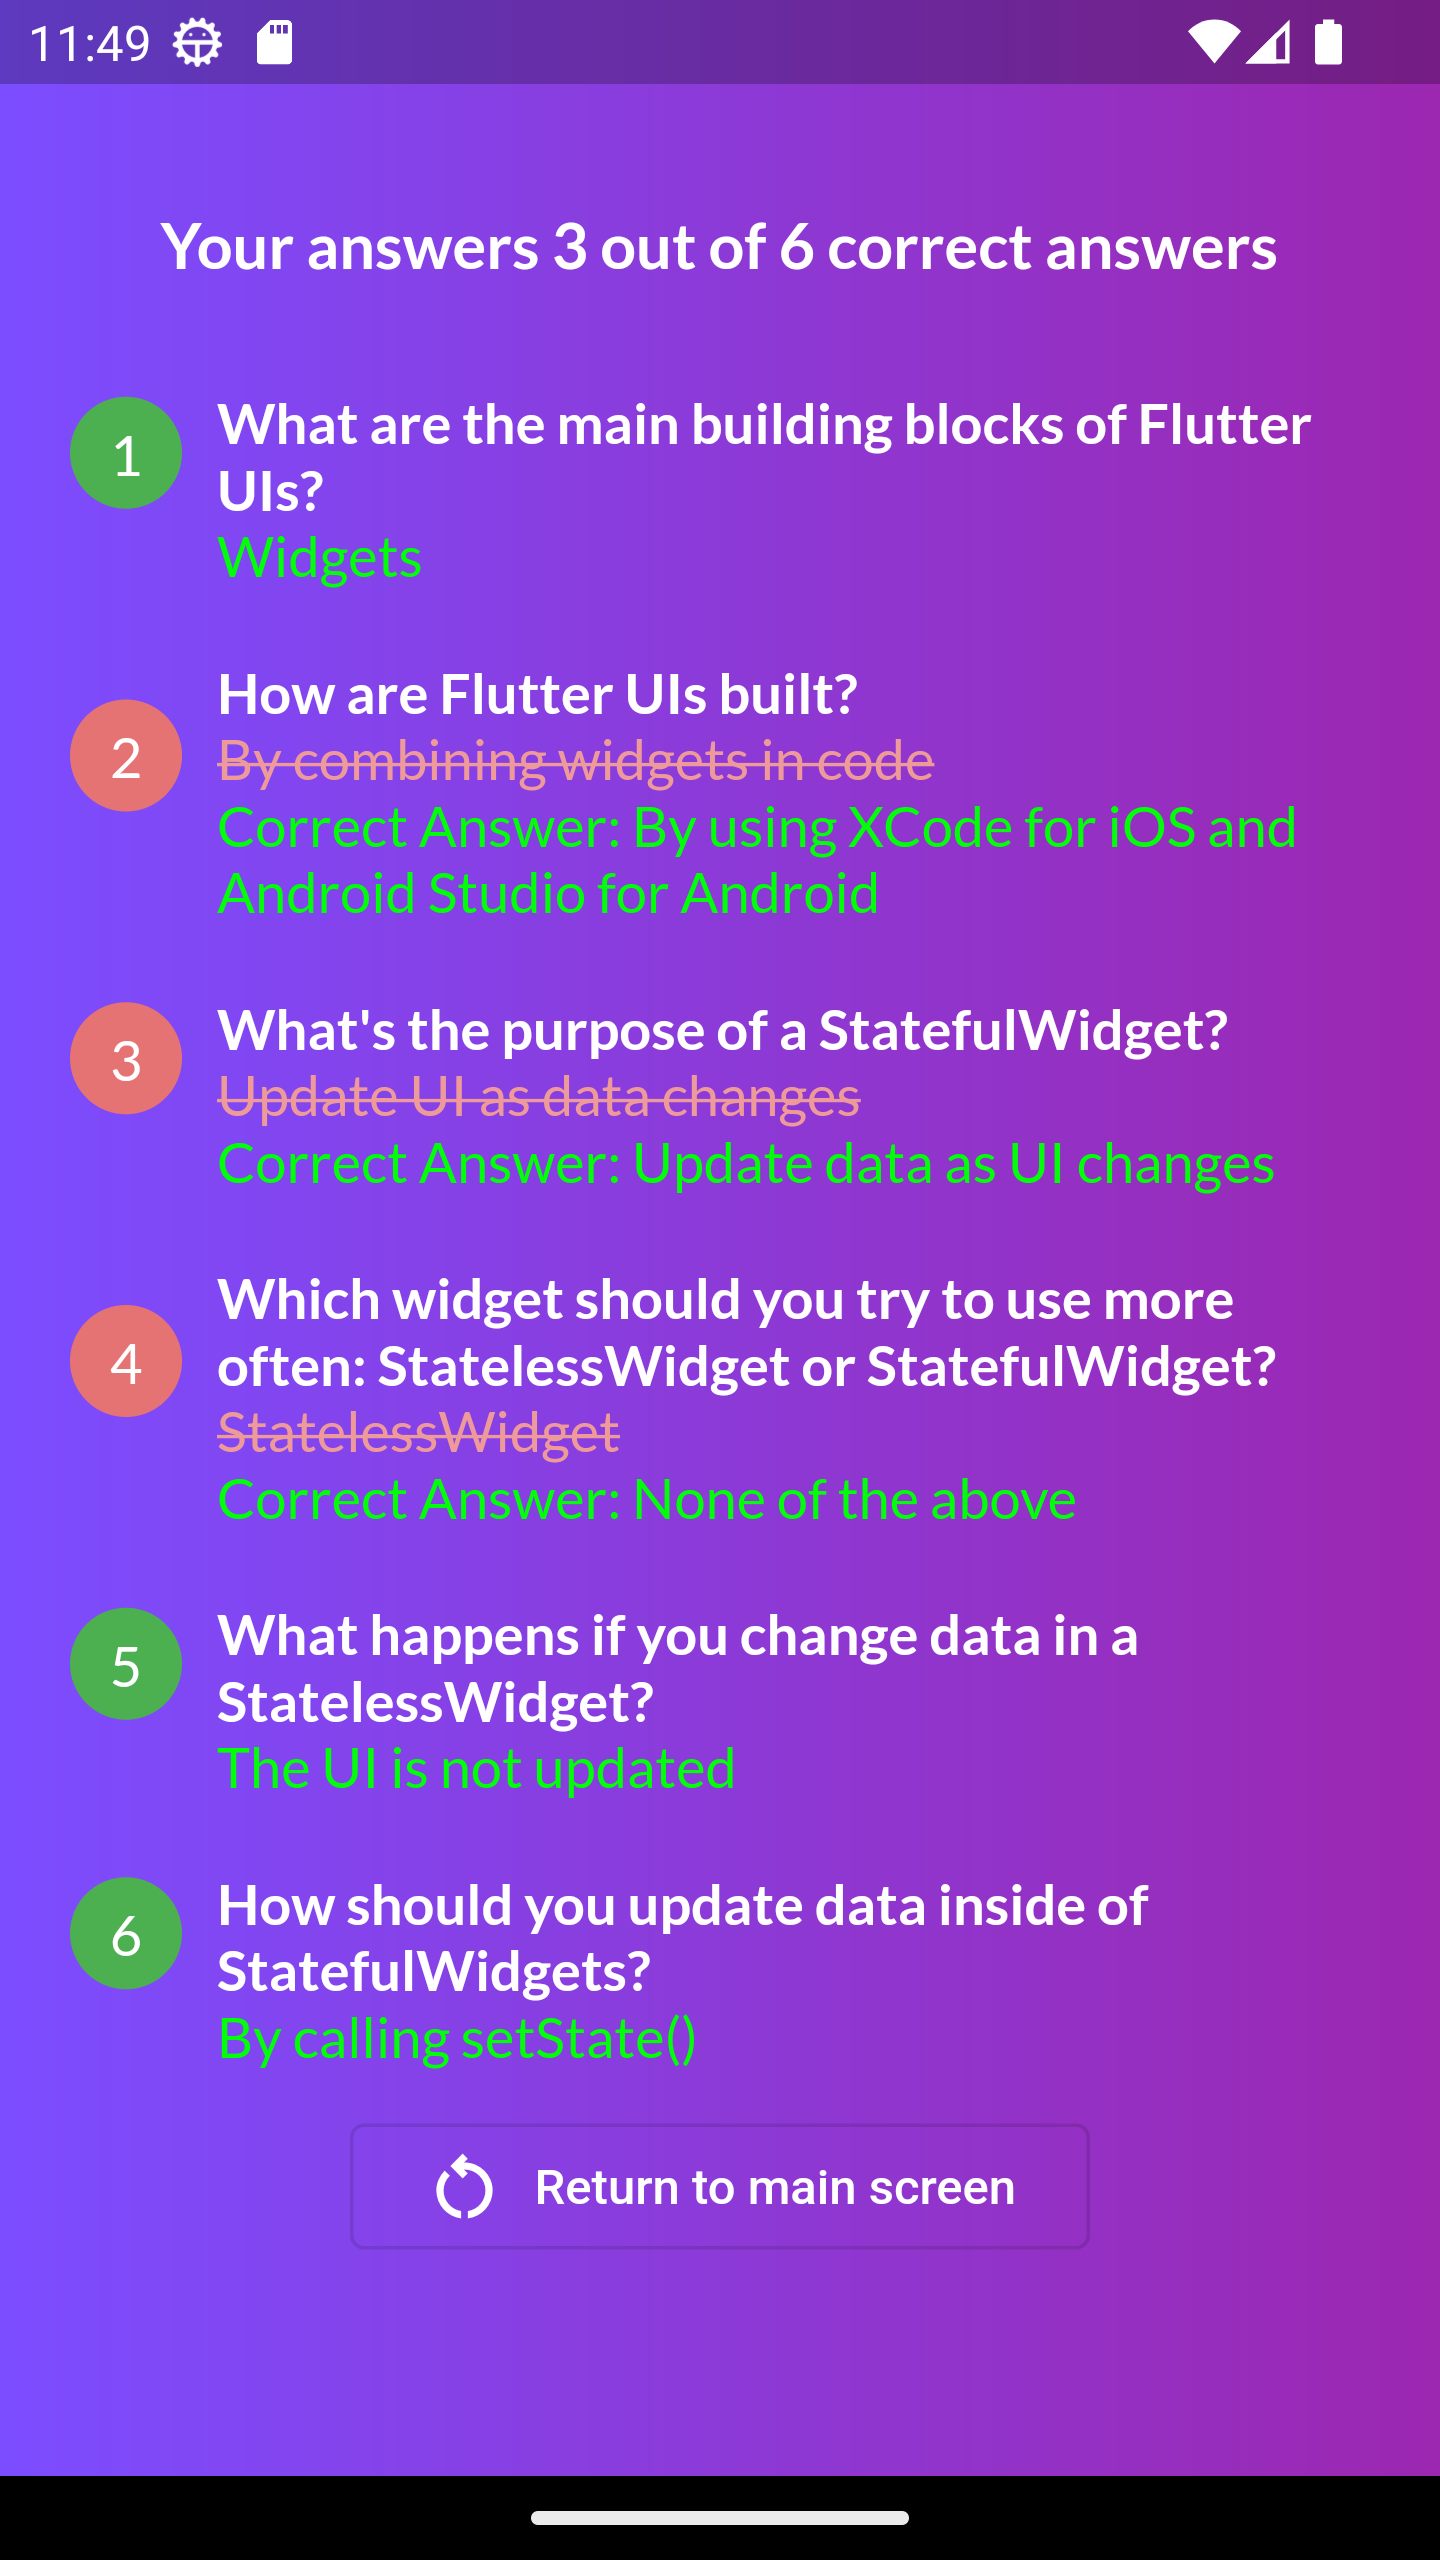 11:49
Your answers 3 out of 6 correct answers
1
What are the main building blocks of Flutter
UIs?
Widgets
2
How are Flutter UIs built?
By combining widgets in code
Correct Answer: By using XCode for iOS and
Android Studio for Android
3
What's the purpose of a StatefulWidget?
Update UI as data changes
Correct Answer: Update data as UI changes
4
Which widget should you try to use more
often: StatelessWidget or StatefulWidget?
StatelessWidget
Correct Answer: None of the above
5
What happens if you change data in a
StatelessWidget?
The UI is not updated
6
How should you update data inside of
StatefulWidgets?
By calling setState()
Return to main screen